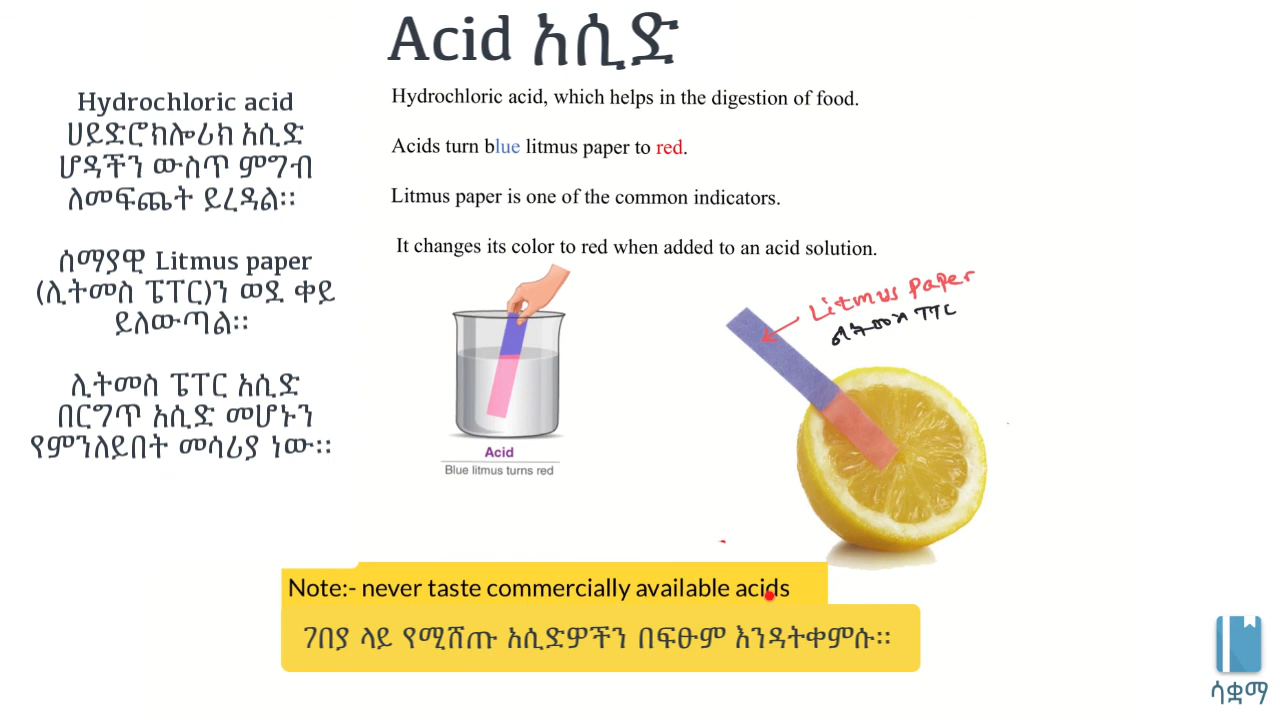 Acid አሲድ
Hydrochloric acid
ሀይድሮክሎሪክ አሲድ
ሆዳችን ውስጥ ምግብ
ለመፍጨት ይረዳል፡፡
ሰማያዊ Litmus paper
(ሊትመስ ፔፐር)ን ወደ ቀይ
ይለውጣል፡፡
ሊትመስ ፔፐር አሲድ
በርግጥ አሲድ መሆኑን
የምንለይበት መሳሪያ ነው፡፡
Hydrochloric acid, which helps in the digestion of food.
Acids turn blue litmus paper to red.
Litmus paper is one of the common indicators.
It changes its color to red when added to an acid solution.
Litmus paper
Acid
Blue litmus turns red
Note:- never taste commercially available acids
ገበያ ላይ የሚሸጡ አሲድዎችን በፍፁም እንዳትቀምሱ፡፡
ሳቋማ